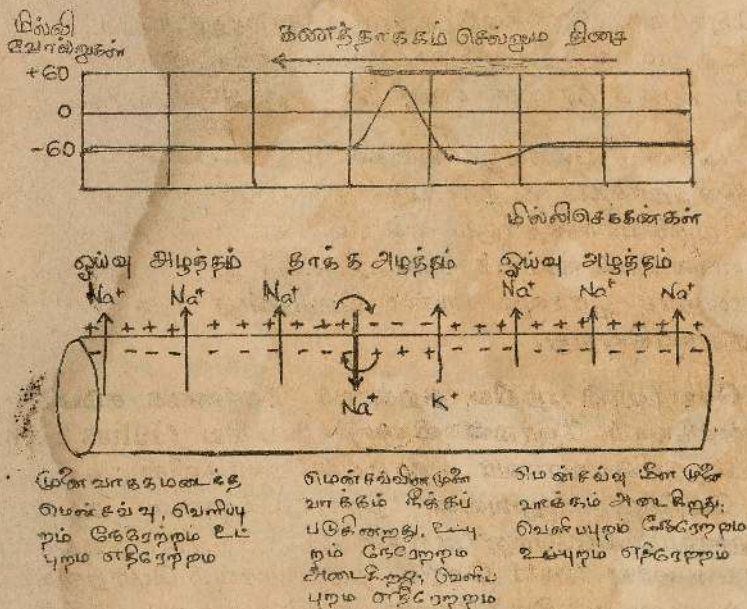 மில்லி
வோல்றுகள்
கணத்தாக்கம் செல்லும் திசை
+60
0
-60
மில்லிசெக்கன்கள்
ஓய்வு அழுத்தம் தாக்க அழுத்தம் ஓய்வு அழுத்தம்
Na+ Na+ Na+ Na+ Na+ Na+
+ + + + + + + + + + + + - - - + + + + + + + + + + +
- - - - - - - - - - - + + + - - - - - - - - - -
Na+ K+
முனைவாக்கமடைந்த
மென்சவ்வு, வெளிப்பு
றம் நேரேற்றம் உட்
புறம் எதிரேற்றம்
மென்சவ்வின் முனை
வாக்கம் நீக்கப்
படுகின்றது, உட்பு
றம் நேரேற்றம்
அடைகிறது, வெளிப்
புறம் எதிரேற்றம்
மென்சவ்வு மீள முனை
வாக்கம் அடைகிறது,
வெளிப்புறம் நேரேற்றம்
உட்புறம் எதிரேற்றம்